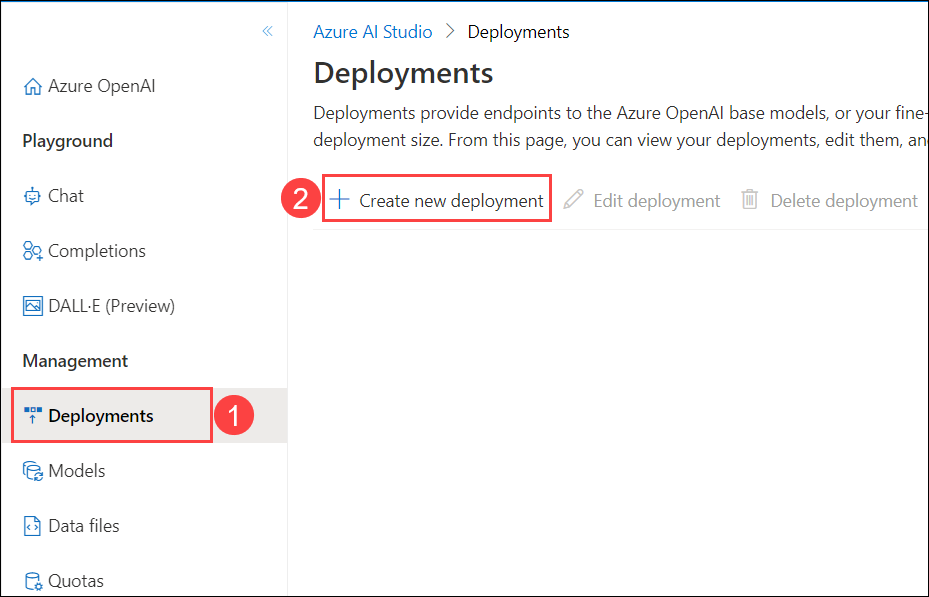 «
Azure AI Studio > Deployments
Azure OpenAI
Playground
Chat
Completions
DALL·E (Preview)
Management
Deployments
1
Models
Data files
Quotas
Deployments
Deployments provide endpoints to the Azure OpenAI base models, or your fine-
deployment size. From this page, you can view your deployments, edit them, an
2
+ Create new deployment
Edit deployment
Delete deployment